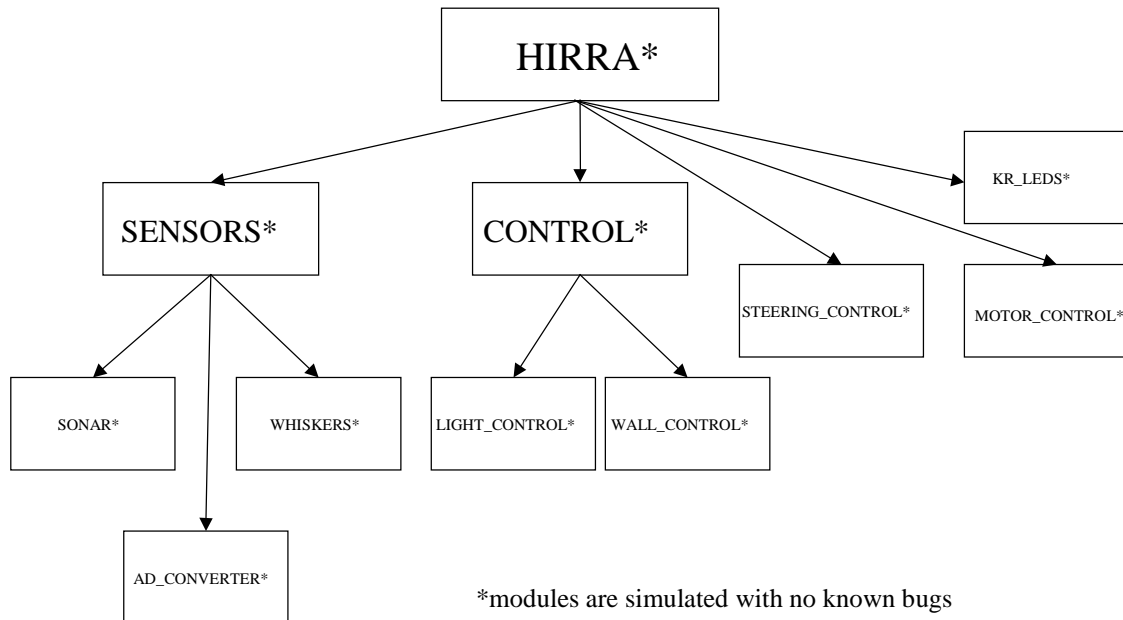 HIRRA*
KR_LEDS*
SENSORS*
CONTROL*
STEERING_CONTROL*
MOTOR_CONTROL*
SONAR*
WHISKERS*
LIGHT_CONTROL*
WALL_CONTROL*
AD_CONVERTER*
*modules are simulated with no known bugs